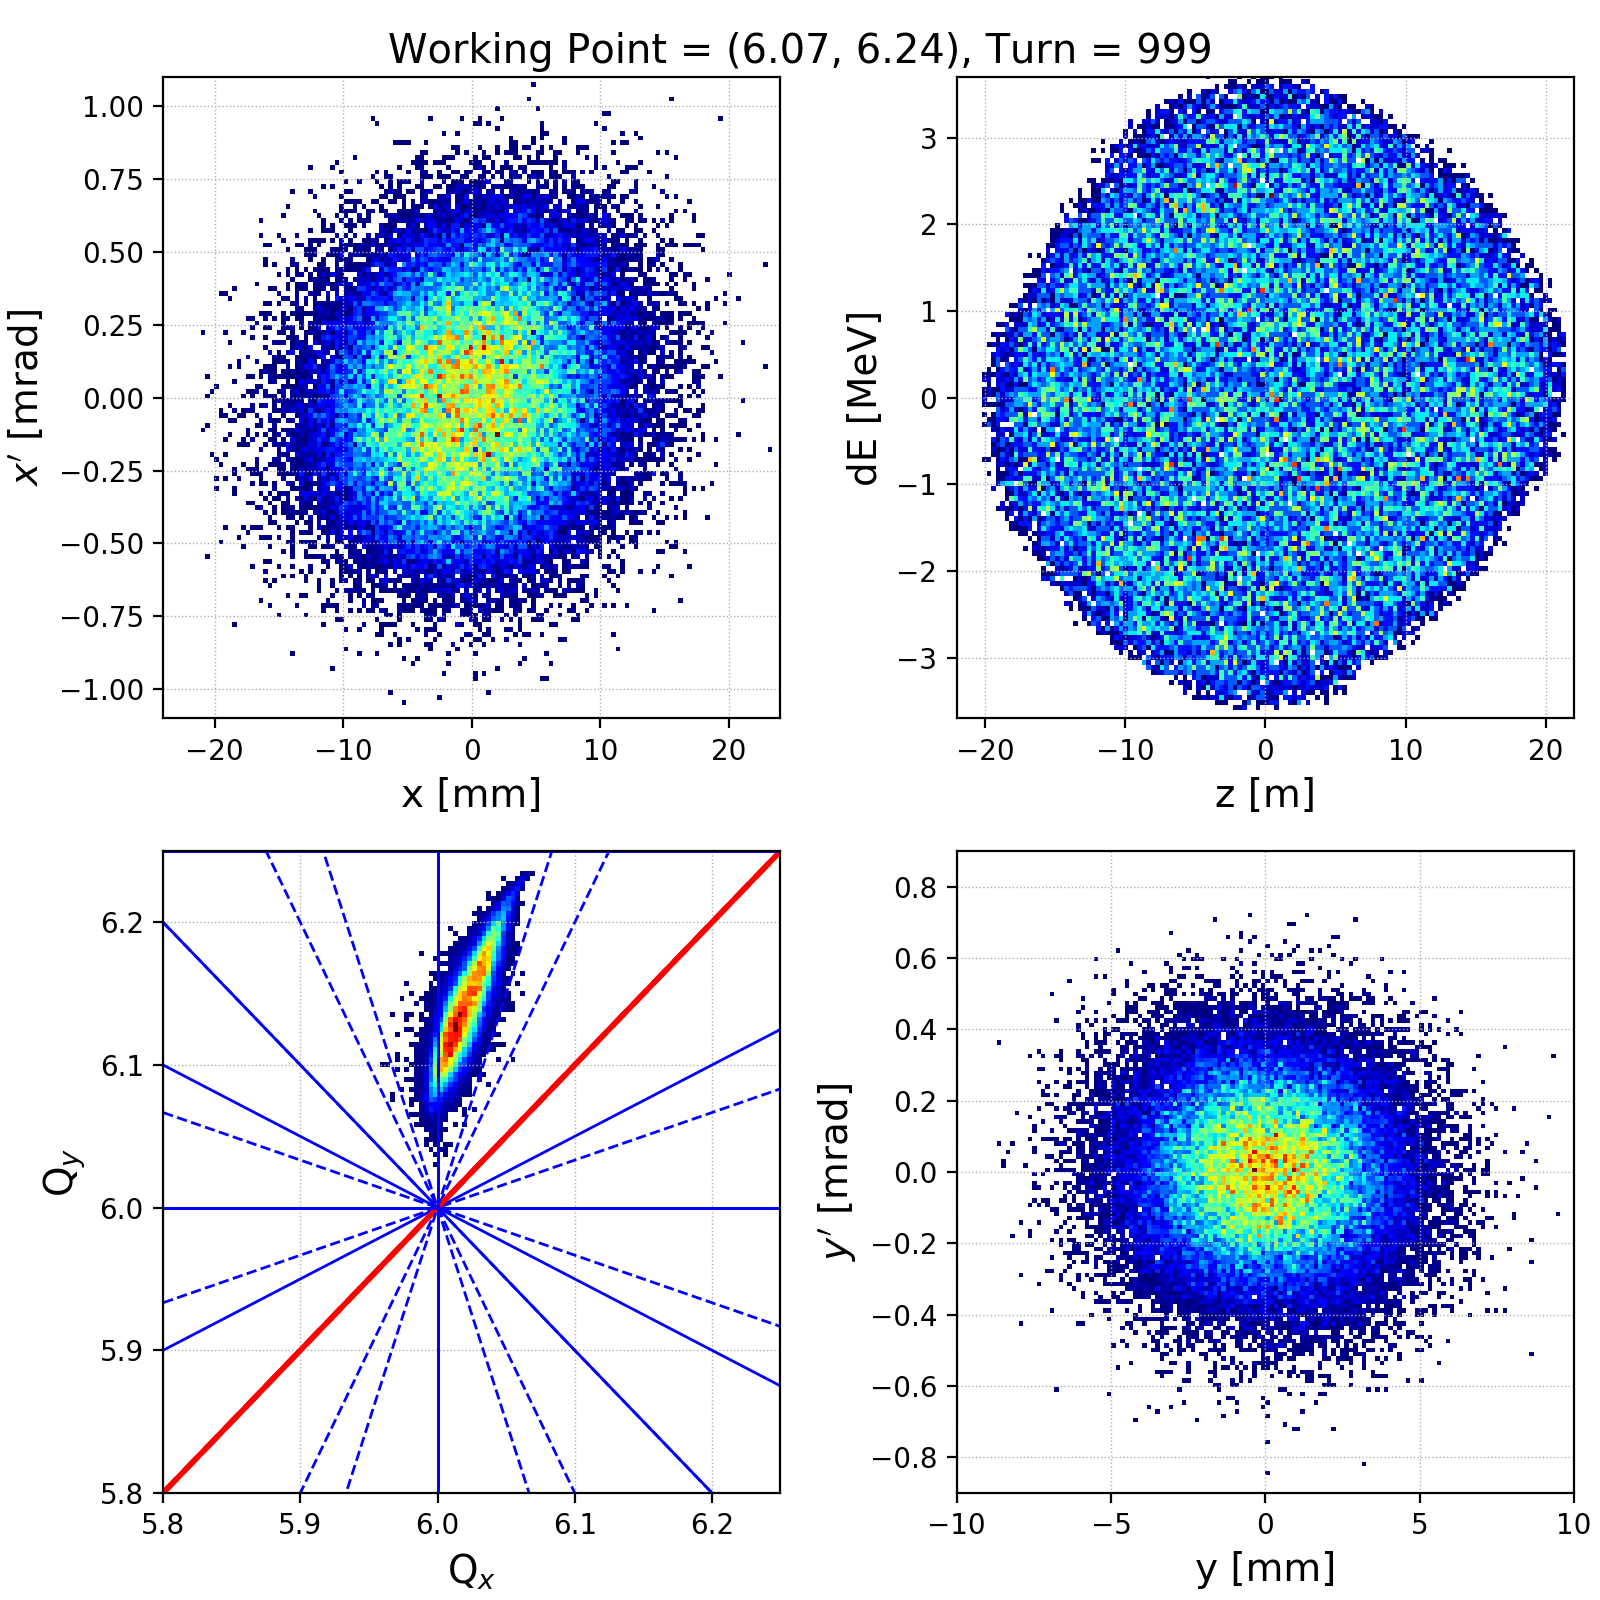 Working Point = (6.07, 6.24), Turn = 999
1.00
0.75
0.50
0.25
0.00
−0.25
−0.50
−0.75
−1.00
x′ [mrad]
−20 −10 0 10 20
x [mm]
3
2
1
0
−1
−2
−3
dE [MeV]
−20 −10 0 10 20
z [m]
6.2
6.1
6.0
5.9
5.8
Qy
5.8 5.9 6.0 6.1 6.2
Qx
0.8
0.6
0.4
0.2
0.0
−0.2
−0.4
−0.6
−0.8
y′ [mrad]
−10 −5 0 5 10
y [mm]